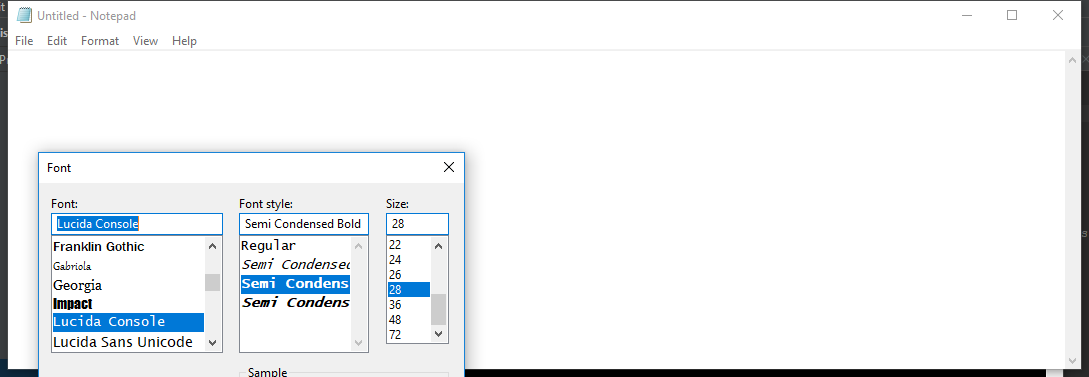 Untitled - Notepad
File Edit Format View Help
Font
Font: Font style: Size:
Lucida Console Semi Condensed Bold 28
Franklin Gothic Regular 22
Gabriola Semi Condensed 24
Georgia Semi Condens 26
Impact Semi Condens 28
Lucida Console 36
Lucida Sans Unicode 48
72
Sample